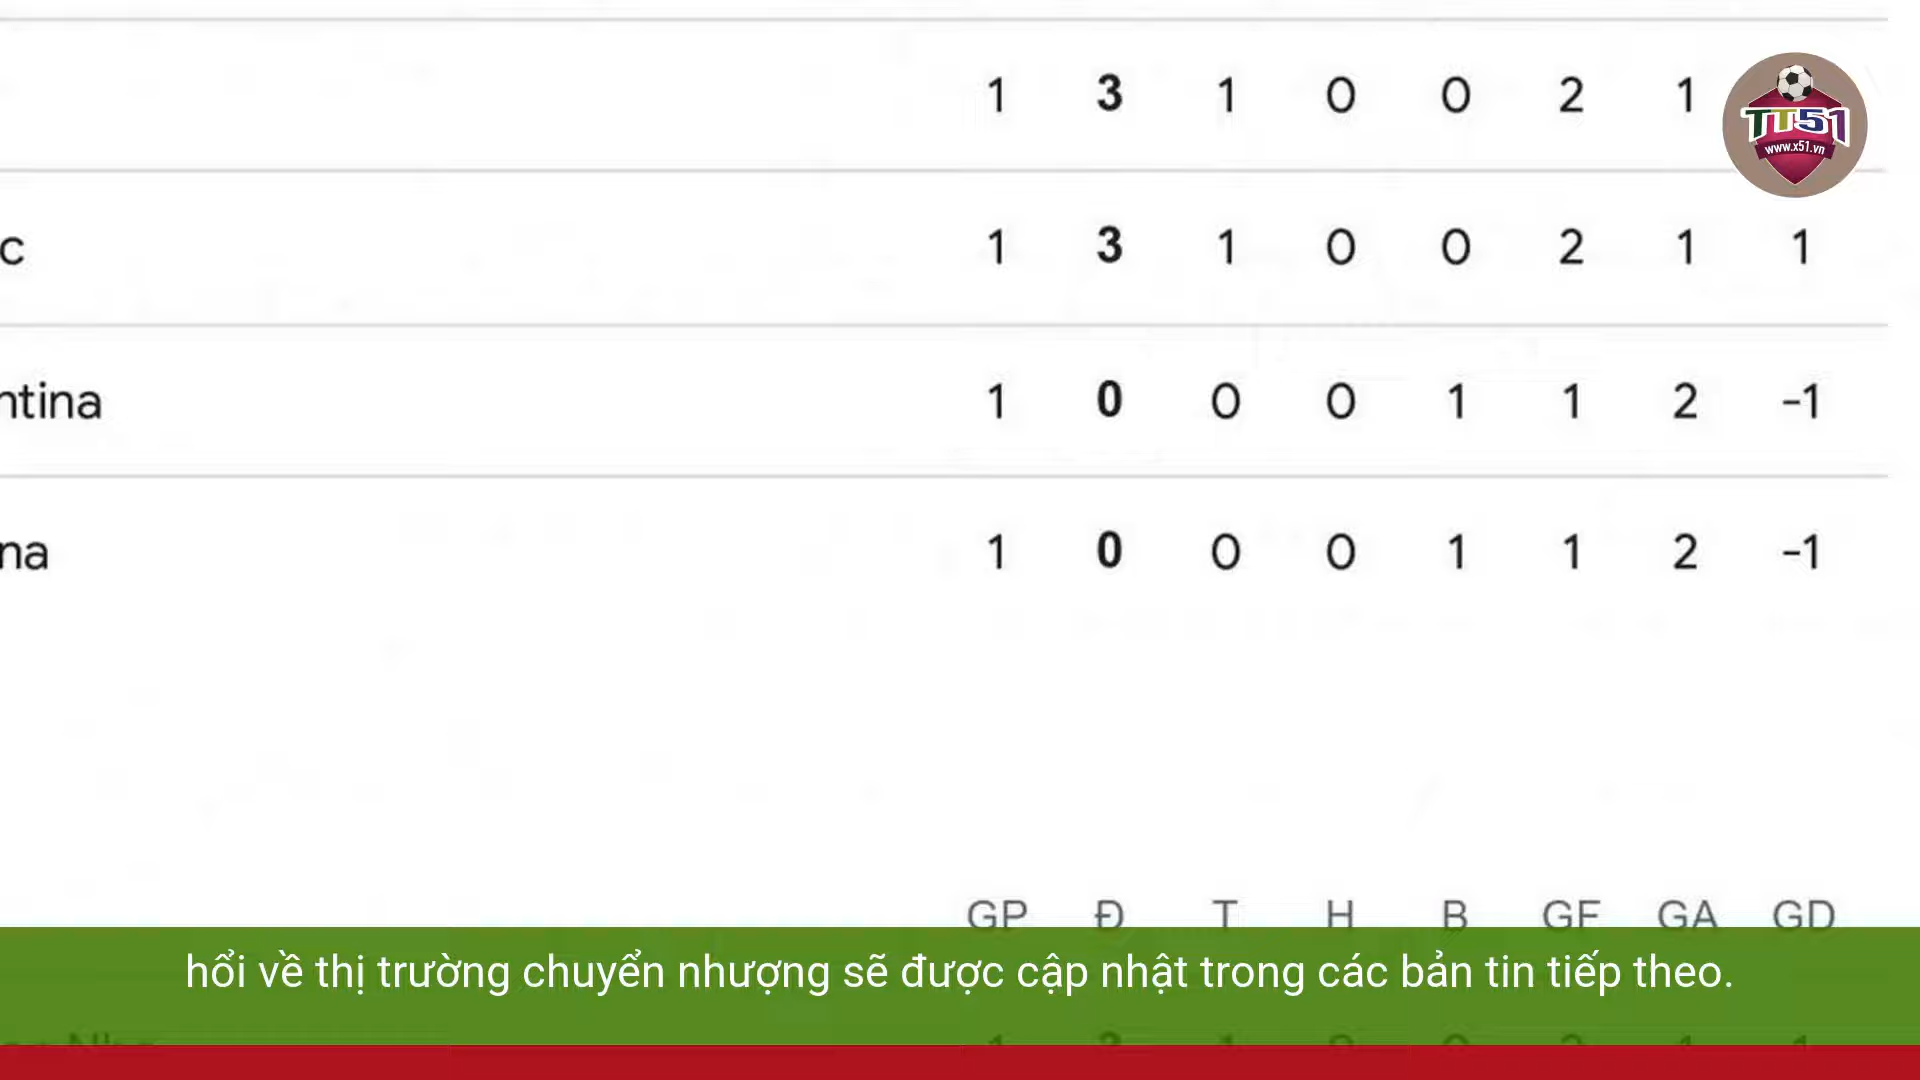 1 3 1 0 0 2 1
TT51
www.x51.vn
c 1 3 1 0 0 2 1 1
ntina 1 0 0 0 1 1 2 -1
na 1 0 0 0 1 1 2 -1
GP Đ T H B GF GA GD
hổi về thị trường chuyển nhượng sẽ được cập nhật trong các bản tin tiếp theo.